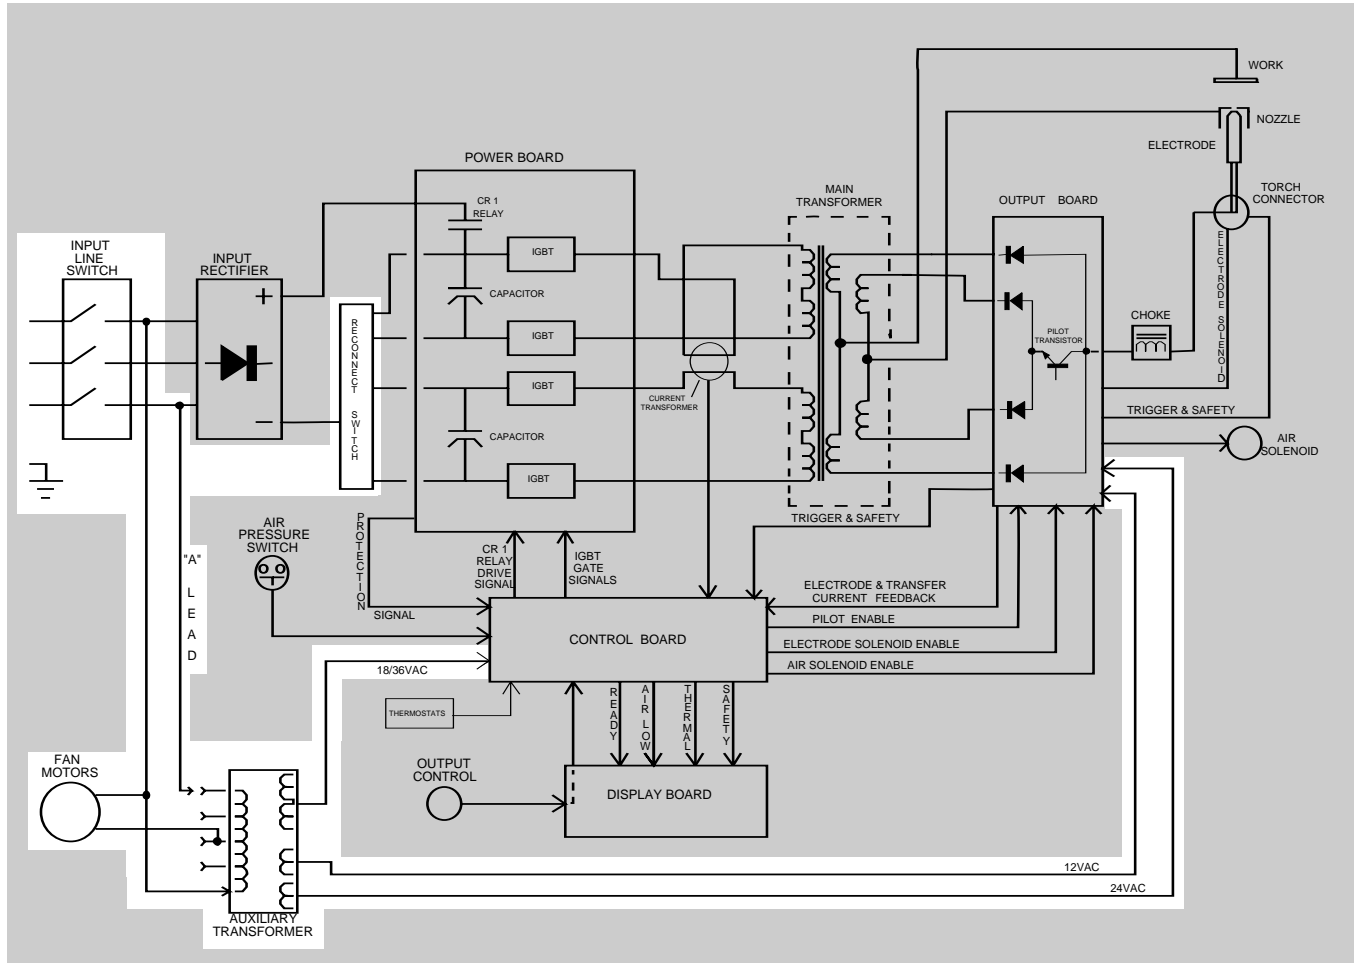 WORK
NOZZLE
ELECTRODE
POWER BOARD
MAIN
TRANSFORMER
OUTPUT BOARD
TORCH
CONNECTOR
CR 1
RELAY
INPUT
LINE
SWITCH
INPUT
RECTIFIER
+
−
IGBT
CAPACITOR
IGBT
IGBT
CAPACITOR
IGBT
RECONNECT SWITCH
CURRENT
TRANSFORMER
PILOT
TRANSISTOR
CHOKE
ELECTRODE SOLENOID
TRIGGER & SAFETY
AIR
SOLENOID
TRIGGER & SAFETY
AIR
PRESSURE
SWITCH
PROTECTION
SIGNAL
CR 1
RELAY
DRIVE
SIGNAL
IGBT
GATE
SIGNALS
"A"
LEAD
ELECTRODE & TRANSFER
CURRENT FEEDBACK
PILOT ENABLE
ELECTRODE SOLENOID ENABLE
AIR SOLENOID ENABLE
CONTROL BOARD
18/36VAC
THERMOSTATS
READY
AIR LOW
THERMAL
SAFETY
FAN
MOTORS
OUTPUT
CONTROL
DISPLAY BOARD
12VAC
24VAC
AUXILIARY
TRANSFORMER